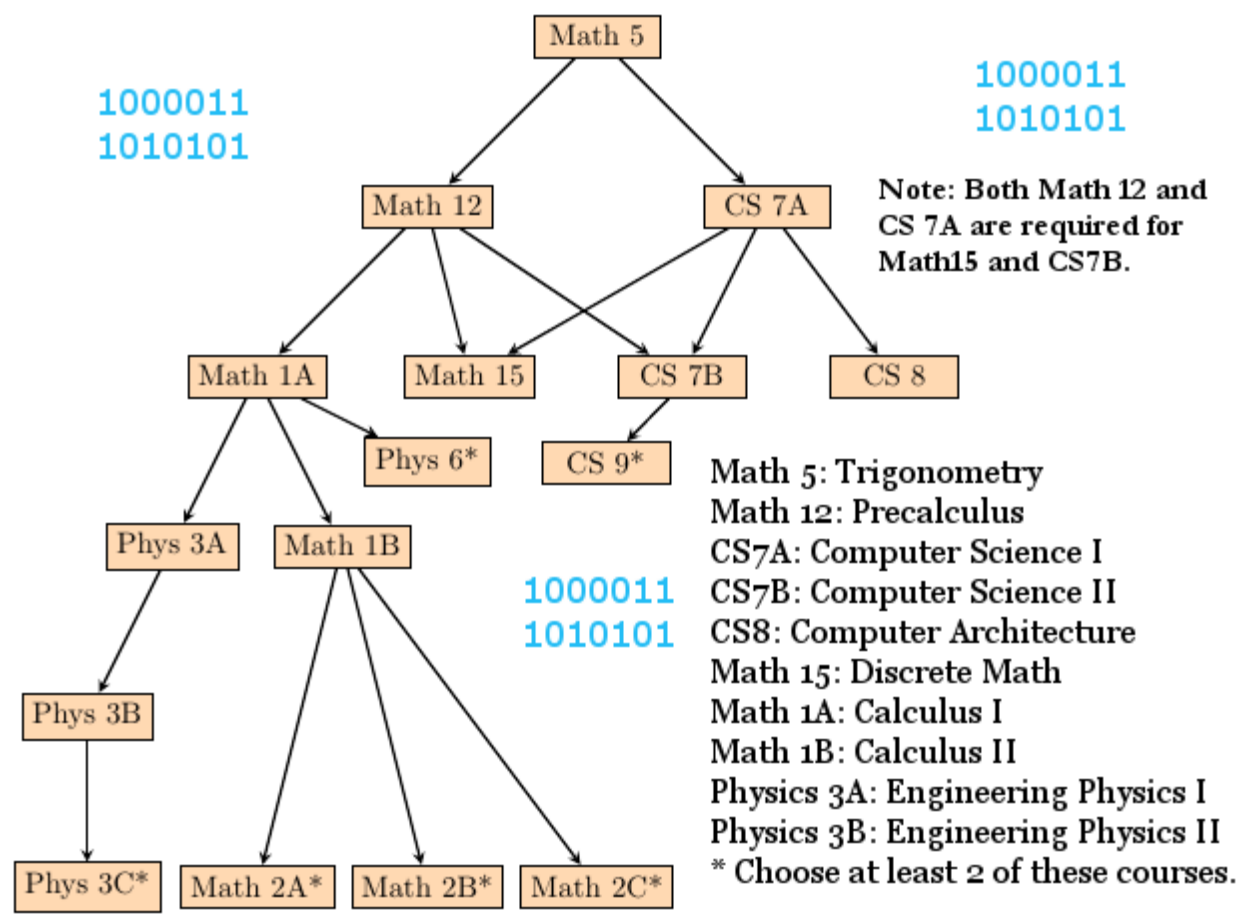 Math 5
1000011
1010101
1000011
1010101
Math 12
CS 7A
Note: Both Math 12 and
CS 7A are required for
Math15 and CS7B.
Math 1A
Math 15
CS 7B
CS 8
Phys 6*
CS 9*
Phys 3A
Math 1B
1000011
1010101
Math 5: Trigonometry
Math 12: Precalculus
CS7A: Computer Science I
CS7B: Computer Science II
CS8: Computer Architecture
Math 15: Discrete Math
Math 1A: Calculus I
Math 1B: Calculus II
Physics 3A: Engineering Physics I
Physics 3B: Engineering Physics II
* Choose at least 2 of these courses.
Phys 3B
Phys 3C*
Math 2A*
Math 2B*
Math 2C*